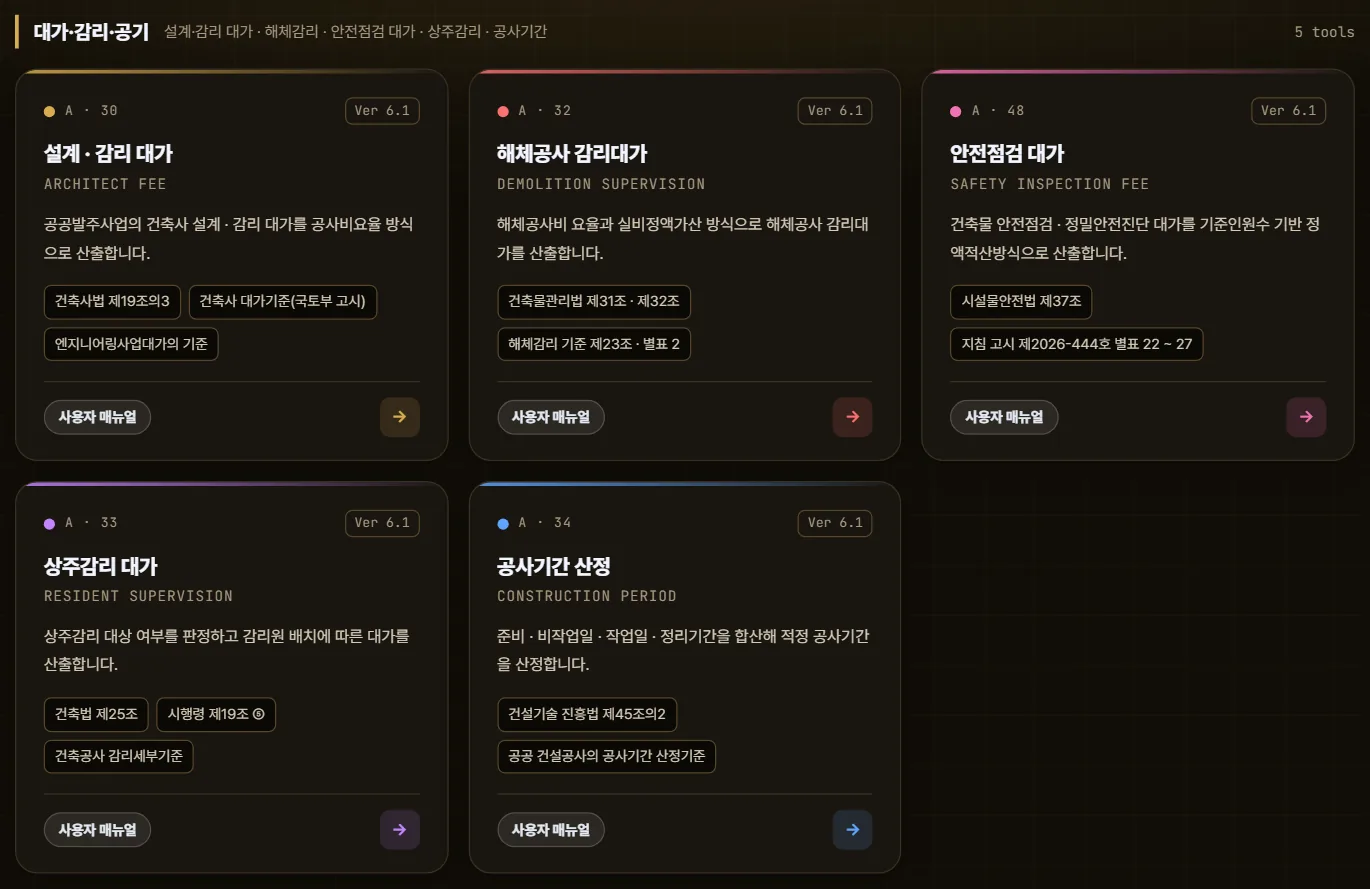 대가·감리·공기 설계·감리 대가 · 해체감리 · 안전점검 대가 · 상주감리 · 공사기간 5 tools
A · 30 Ver 6.1
설계 · 감리 대가
ARCHITECT FEE
공공발주사업의 건축사 설계 · 감리 대가를 공사비요율 방식
으로 산출합니다.
건축사법 제19조의3 건축사 대가기준(국토부 고시)
엔지니어링사업대가의 기준
사용자 매뉴얼 →
A · 32 Ver 6.1
해체공사 감리대가
DEMOLITION SUPERVISION
해체공사비 요율과 실비정액가산 방식으로 해체공사 감리대
가를 산출합니다.
건축물관리법 제31조 · 제32조
해체감리 기준 제23조 · 별표 2
사용자 매뉴얼 →
A · 48 Ver 6.1
안전점검 대가
SAFETY INSPECTION FEE
건축물 안전점검 · 정밀안전진단 대가를 기준인원수 기반 정
액적산방식으로 산출합니다.
시설물안전법 제37조
지침 고시 제2026-444호 별표 22 ~ 27
사용자 매뉴얼 →
A · 33 Ver 6.1
상주감리 대가
RESIDENT SUPERVISION
상주감리 대상 여부를 판정하고 감리원 배치에 따른 대가를
산출합니다.
건축법 제25조 시행령 제19조 ⑤
건축공사 감리세부기준
사용자 매뉴얼 →
A · 34 Ver 6.1
공사기간 산정
CONSTRUCTION PERIOD
준비 · 비작업일 · 작업일 · 정리기간을 합산해 적정 공사기간
을 산정합니다.
건설기술 진흥법 제45조의2
공공 건설공사의 공사기간 산정기준
사용자 매뉴얼 →